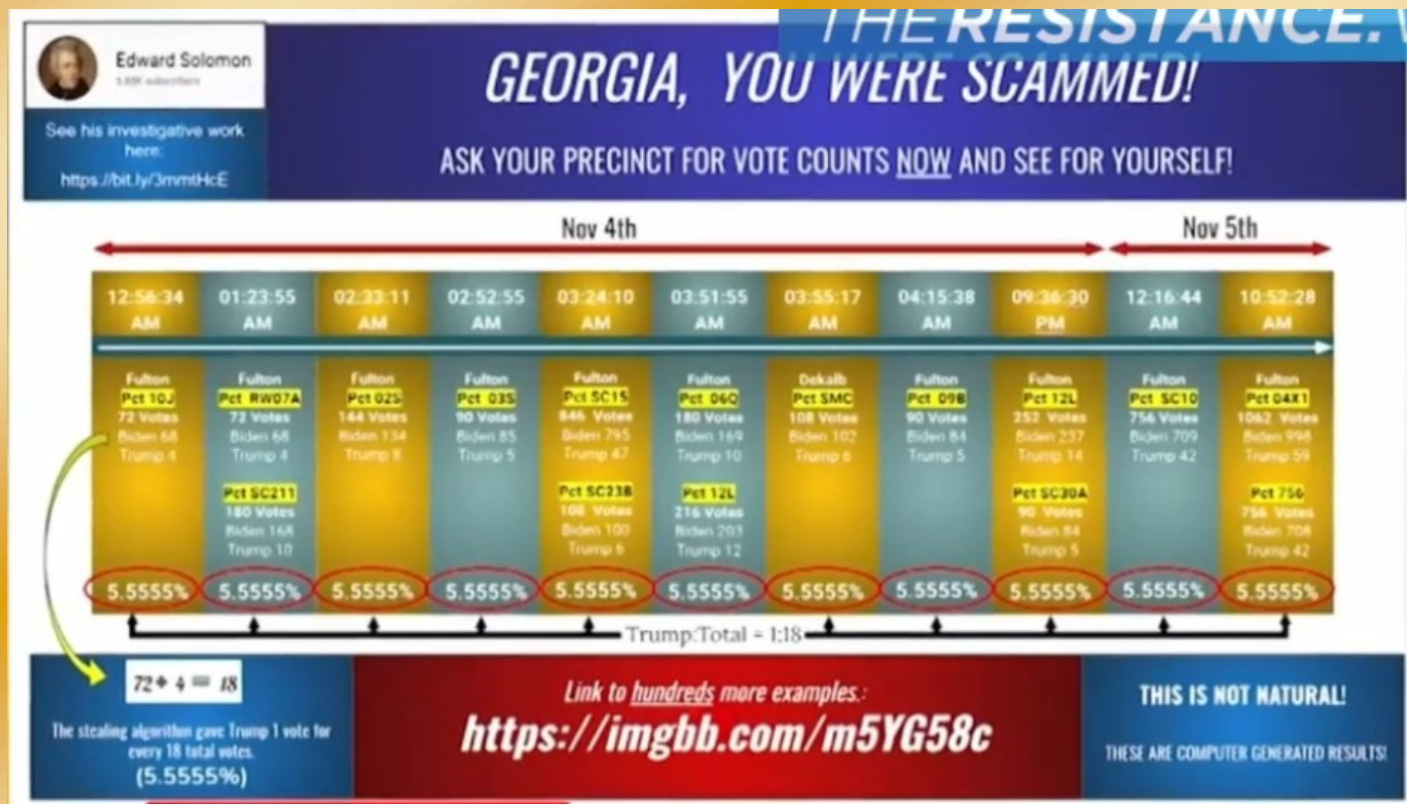 THERESISTANCE.V
Edward Solomon
See his investigative work
here:
https://bit.ly/3mmtHcE
GEORGIA, YOU WERE SCAMMED!
ASK YOUR PRECINCT FOR VOTE COUNTS NOW AND SEE FOR YOURSELF!
Nov 4th
Nov 5th
12:56:34 AM
Fulton
Pct 10J
72 Votes
Biden 68
Trump 4
5.5555%
01:23:55 AM
Fulton
Pct RW07A
72 Votes
Biden 68
Trump 4
Pct SC211
180 Votes
Biden 168
Trump 10
5.5555%
02:33:11 AM
Fulton
Pct 02S
144 Votes
Biden 134
Trump 8
5.5555%
02:52:55 AM
Fulton
Pct 03S
90 Votes
Biden 85
Trump 5
5.5555%
03:24:10 AM
Fulton
Pct SC15
846 Votes
Biden 795
Trump 47
Pct SC23B
108 Votes
Biden 100
Trump 6
5.5555%
03:51:55 AM
Fulton
Pct 06Q
180 Votes
Biden 169
Trump 10
Pct 12L
216 Votes
Biden 203
Trump 12
5.5555%
03:55:17 AM
Dekalb
Pct SMC
108 Votes
Biden 102
Trump 6
5.5555%
04:15:38 AM
Fulton
Pct 09B
90 Votes
Biden 84
Trump 5
5.5555%
09:36:30 PM
Fulton
Pct 12L
252 Votes
Biden 237
Trump 14
Pct SC30A
90 Votes
Biden 84
Trump 5
5.5555%
12:16:44 AM
Fulton
Pct SC10
756 Votes
Biden 709
Trump 42
5.5555%
10:52:28 AM
Fulton
Pct 04X1
1062 Votes
Biden 998
Trump 59
Pct 756
756 Votes
Biden 708
Trump 42
5.5555%
Trump:Total = 1:18
72 ÷ 4 = 18
The stealing algorithm gave Trump 1 vote for
every 18 total votes.
(5.5555%)
Link to hundreds more examples.:
https://imgbb.com/m5YG58c
THIS IS NOT NATURAL!
THESE ARE COMPUTER GENERATED RESULTS!